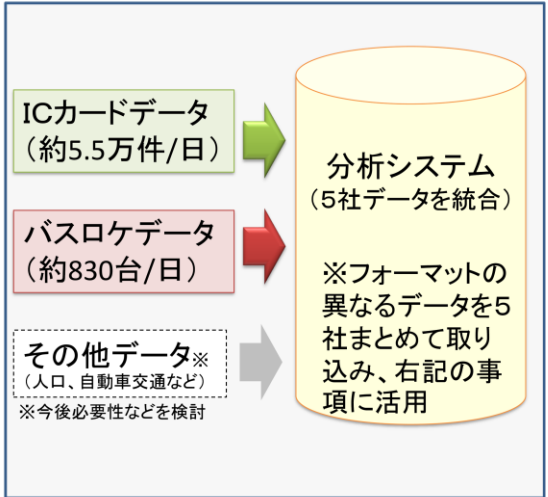 ICカードデータ
（約5.5万件/日）
バスロケデータ
（約830台/日）
その他データ※
（人口、自動車交通など）
※今後必要性などを検討
分析システム
（５社データを統合）
※フォーマットの
異なるデータを５
社まとめて取り
込み、右記の事
項に活用